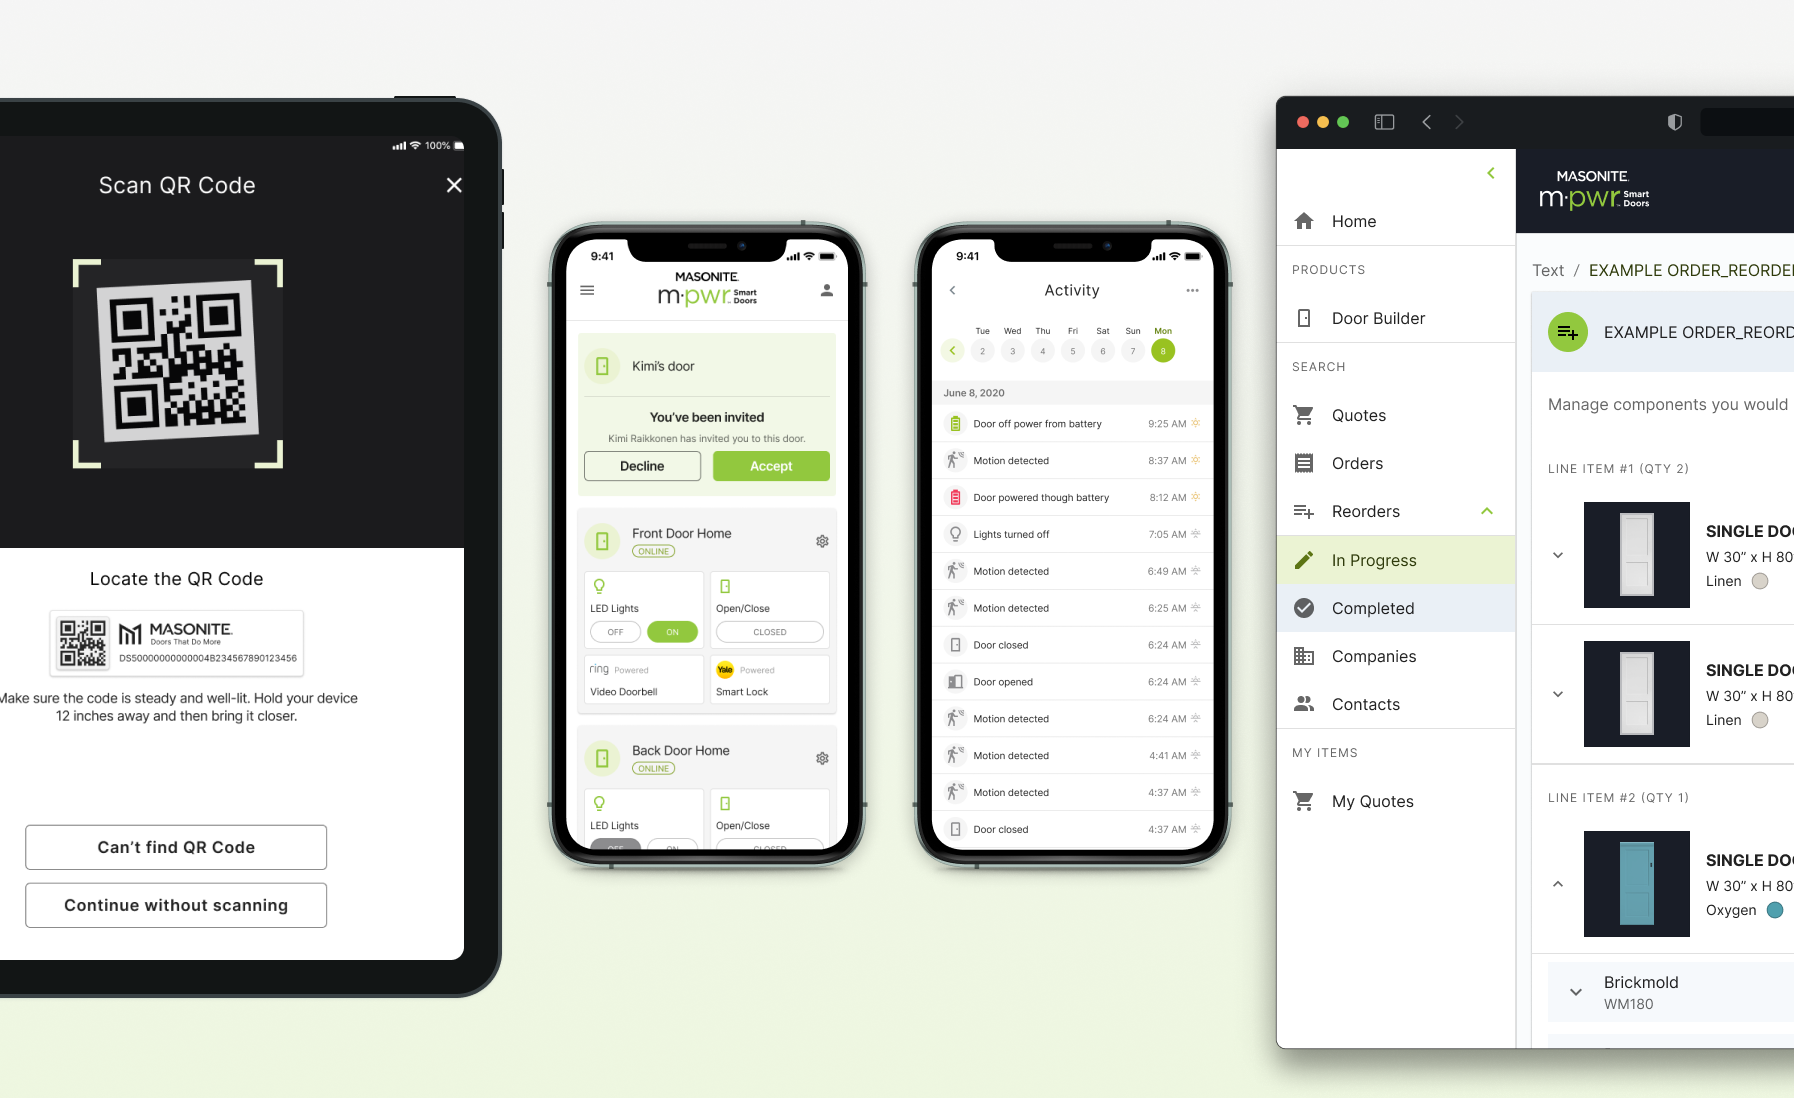 100%
Scan QR Code
Locate the QR Code
MASONITE.
Doors That Do More
DS50000000000004B234567890123456
Make sure the code is steady and well-lit. Hold your device
12 inches away and then bring it closer.
Can't find QR Code
Continue without scanning
9:41
MASONITE.
m·pwr™ Smart Doors
Kimi's door
You've been invited
Kimi Raikkonen has invited you to this door.
Decline
Accept
Front Door Home
ONLINE
LED Lights
OFF
ON
Open/Close
CLOSED
ring Powered
Video Doorbell
Yale Powered
Smart Lock
Back Door Home
ONLINE
LED Lights
OFF
ON
Open/Close
CLOSED
9:41
Activity
Tue Wed Thu Fri Sat Sun Mon
2 3 4 5 6 7 8
June 8, 2020
Door off power from battery 9:25 AM
Motion detected 8:37 AM
Door powered though battery 8:12 AM
Lights turned off 7:05 AM
Motion detected 6:49 AM
Motion detected 6:25 AM
Door closed 6:24 AM
Door opened 6:24 AM
Motion detected 6:24 AM
Motion detected 4:41 AM
Motion detected 4:37 AM
Door closed 4:37 AM
Home
PRODUCTS
Door Builder
SEARCH
Quotes
Orders
Reorders
In Progress
Completed
Companies
Contacts
MY ITEMS
My Quotes
MASONITE.
m·pwr™ Smart Doors
Text / EXAMPLE ORDER_REORDE
EXAMPLE ORDER_REORD
Manage components you would
LINE ITEM #1 (QTY 2)
SINGLE DO
W 30" x H 80
Linen
SINGLE DO
W 30" x H 80
Linen
LINE ITEM #2 (QTY 1)
SINGLE DO
W 30" x H 80
Oxygen
Brickmold
WM180